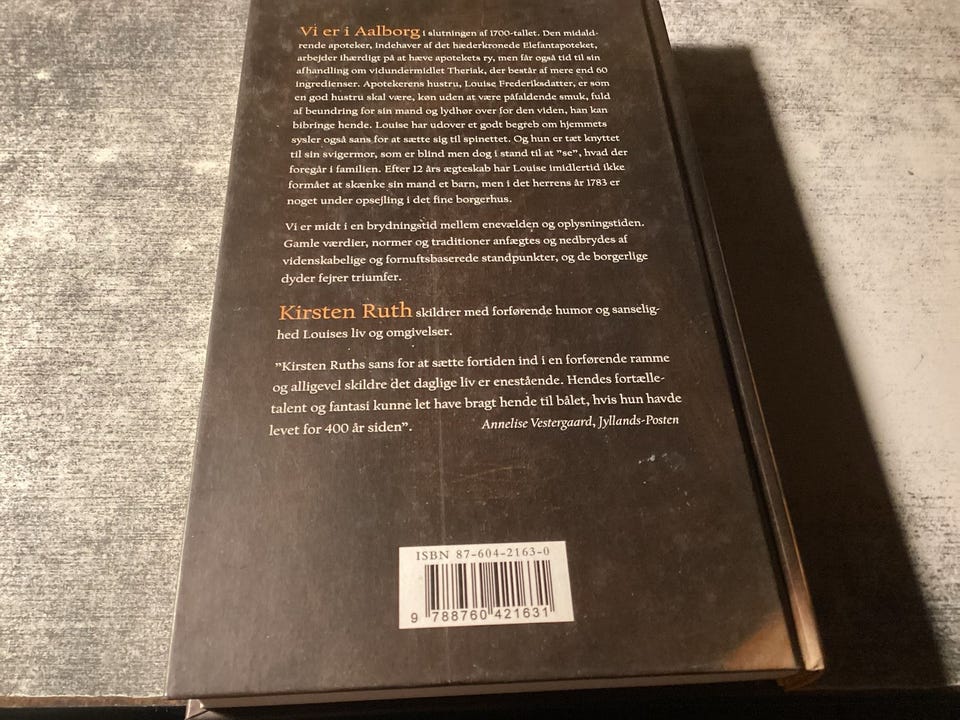 Vi er i Aalborg i slutningen af 1700-tallet. Den midald-
rende apoteker, indehaver af det hæderkronede Elefantapoteket,
arbejder ihærdigt på at hæve apotekets ry, men får også tid til sin
afhandling om vidundermidlet Theriak, der består af mere end 60
ingredienser. Apotekerens hustru, Louise Frederiksdatter, er som
en god hustru skal være, køn uden at være påfaldende smuk, fuld
af beundring for sin mand og lydhør over for den viden, han kan
bibringe hende. Louise har udover et godt begreb om hjemmets
sysler også sans for at sætte sig til spinettet. Og hun er tæt knyttet
til sin svigermor, som er blind men dog i stand til at "se", hvad der
foregår i familien. Efter 12 års ægteskab har Louise imidlertid ikke
formået at skænke sin mand et barn, men i det herrens år 1783 er
noget under opsejling i det fine borgerhus.
Vi er midt i en brydningstid mellem enevælden og oplysningstiden.
Gamle værdier, normer og traditioner anfægtes og nedbrydes af
videnskabelige og fornuftsbaserede standpunkter, og de borgerlige
dyder fejrer triumfer.
Kirsten Ruth skildrer med forførende humor og sanselig-
hed Louises liv og omgivelser.
"Kirsten Ruths sans for at sætte fortiden ind i en forførende ramme
og alligevel skildre det daglige liv er enestående. Hendes fortælle-
talent og fantasi kunne let have bragt hende til bålet, hvis hun havde
levet for 400 år siden". Annelise Vestergaard, Jyllands-Posten
ISBN 87-604-2163-0
9 788760 421631